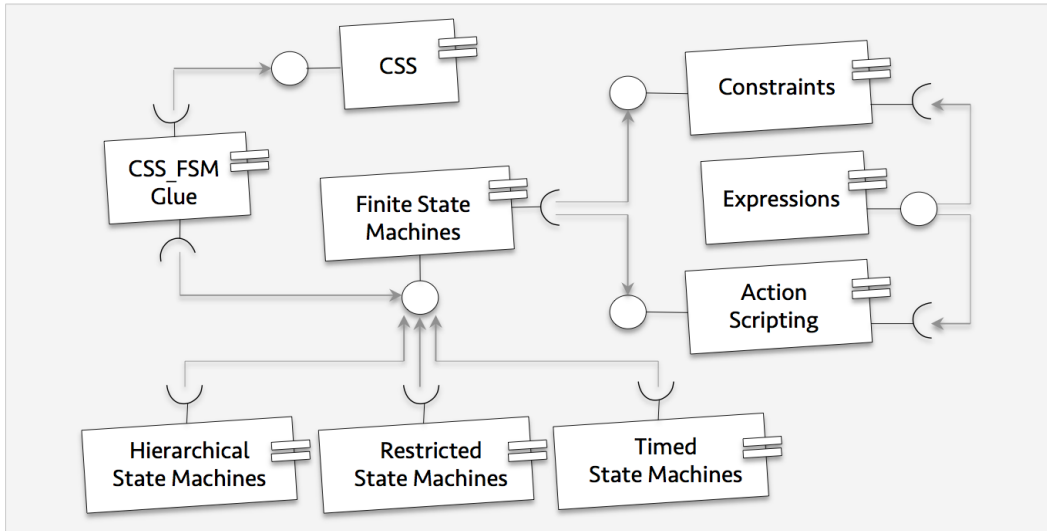 CSS
CSS_FSM
Glue
Finite State
Machines
Constraints
Expressions
Action
Scripting
Hierarchical
State Machines
Restricted
State Machines
Timed
State Machines